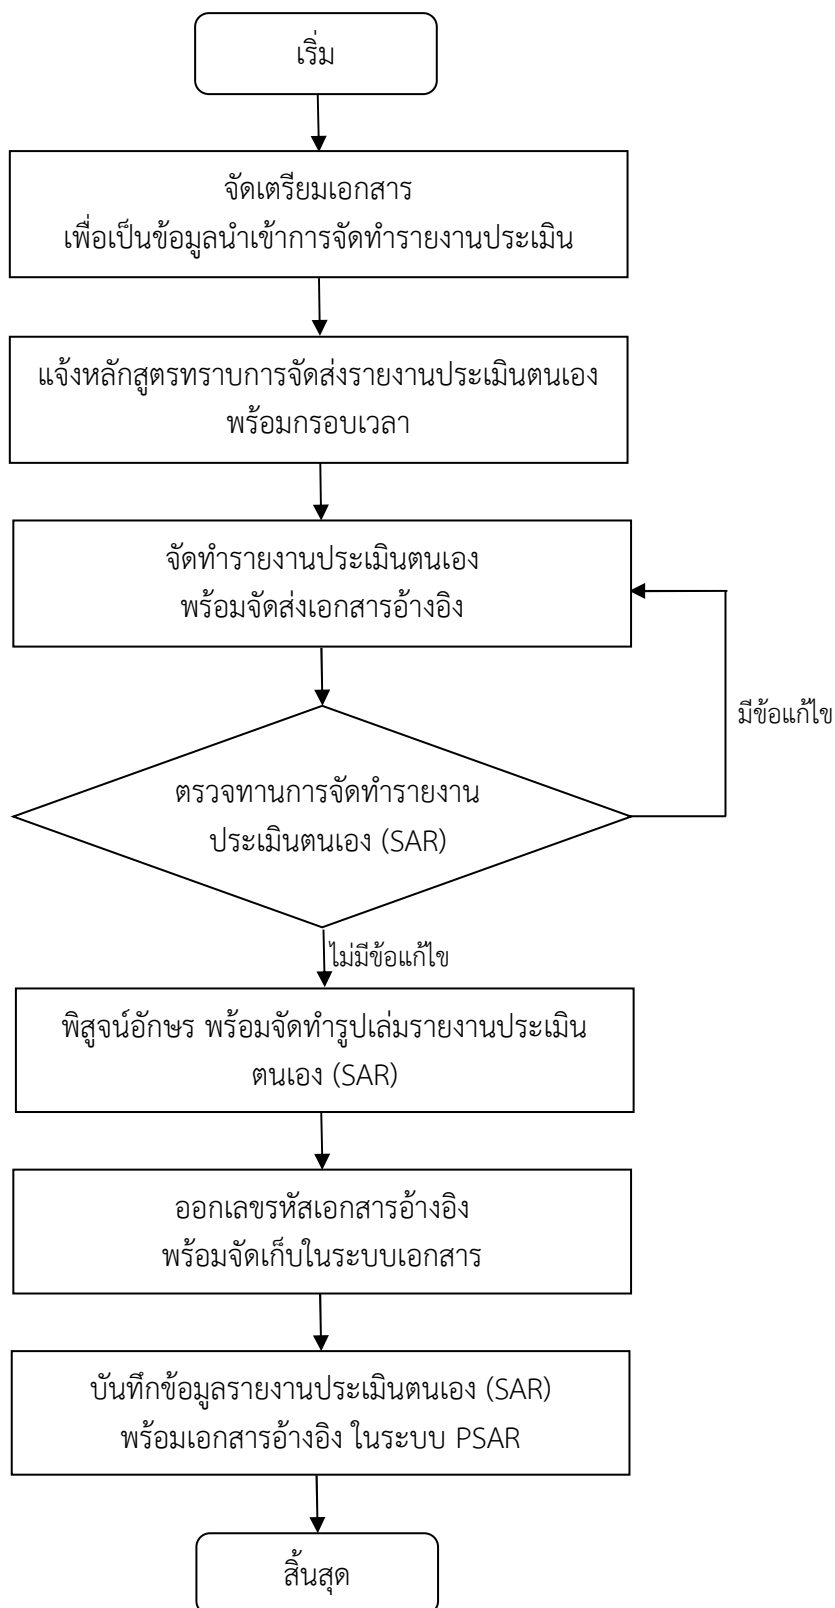 เริ่ม
จัดเตรียมเอกสาร
เพื่อเป็นข้อมูลนำเข้าการจัดทำรายงานประเมิน
แจ้งหลักสูตรทราบการจัดส่งรายงานประเมินตนเอง
พร้อมกรอบเวลา
จัดทำรายงานประเมินตนเอง
พร้อมจัดส่งเอกสารอ้างอิง
มีข้อแก้ไข
ตรวจทานการจัดทำรายงาน
ประเมินตนเอง (SAR)
ไม่มีข้อแก้ไข
พิสูจน์อักษร พร้อมจัดทำรูปเล่มรายงานประเมิน
ตนเอง (SAR)
ออกเลขรหัสเอกสารอ้างอิง
พร้อมจัดเก็บในระบบเอกสาร
บันทึกข้อมูลรายงานประเมินตนเอง (SAR)
พร้อมเอกสารอ้างอิง ในระบบ PSAR
สิ้นสุด